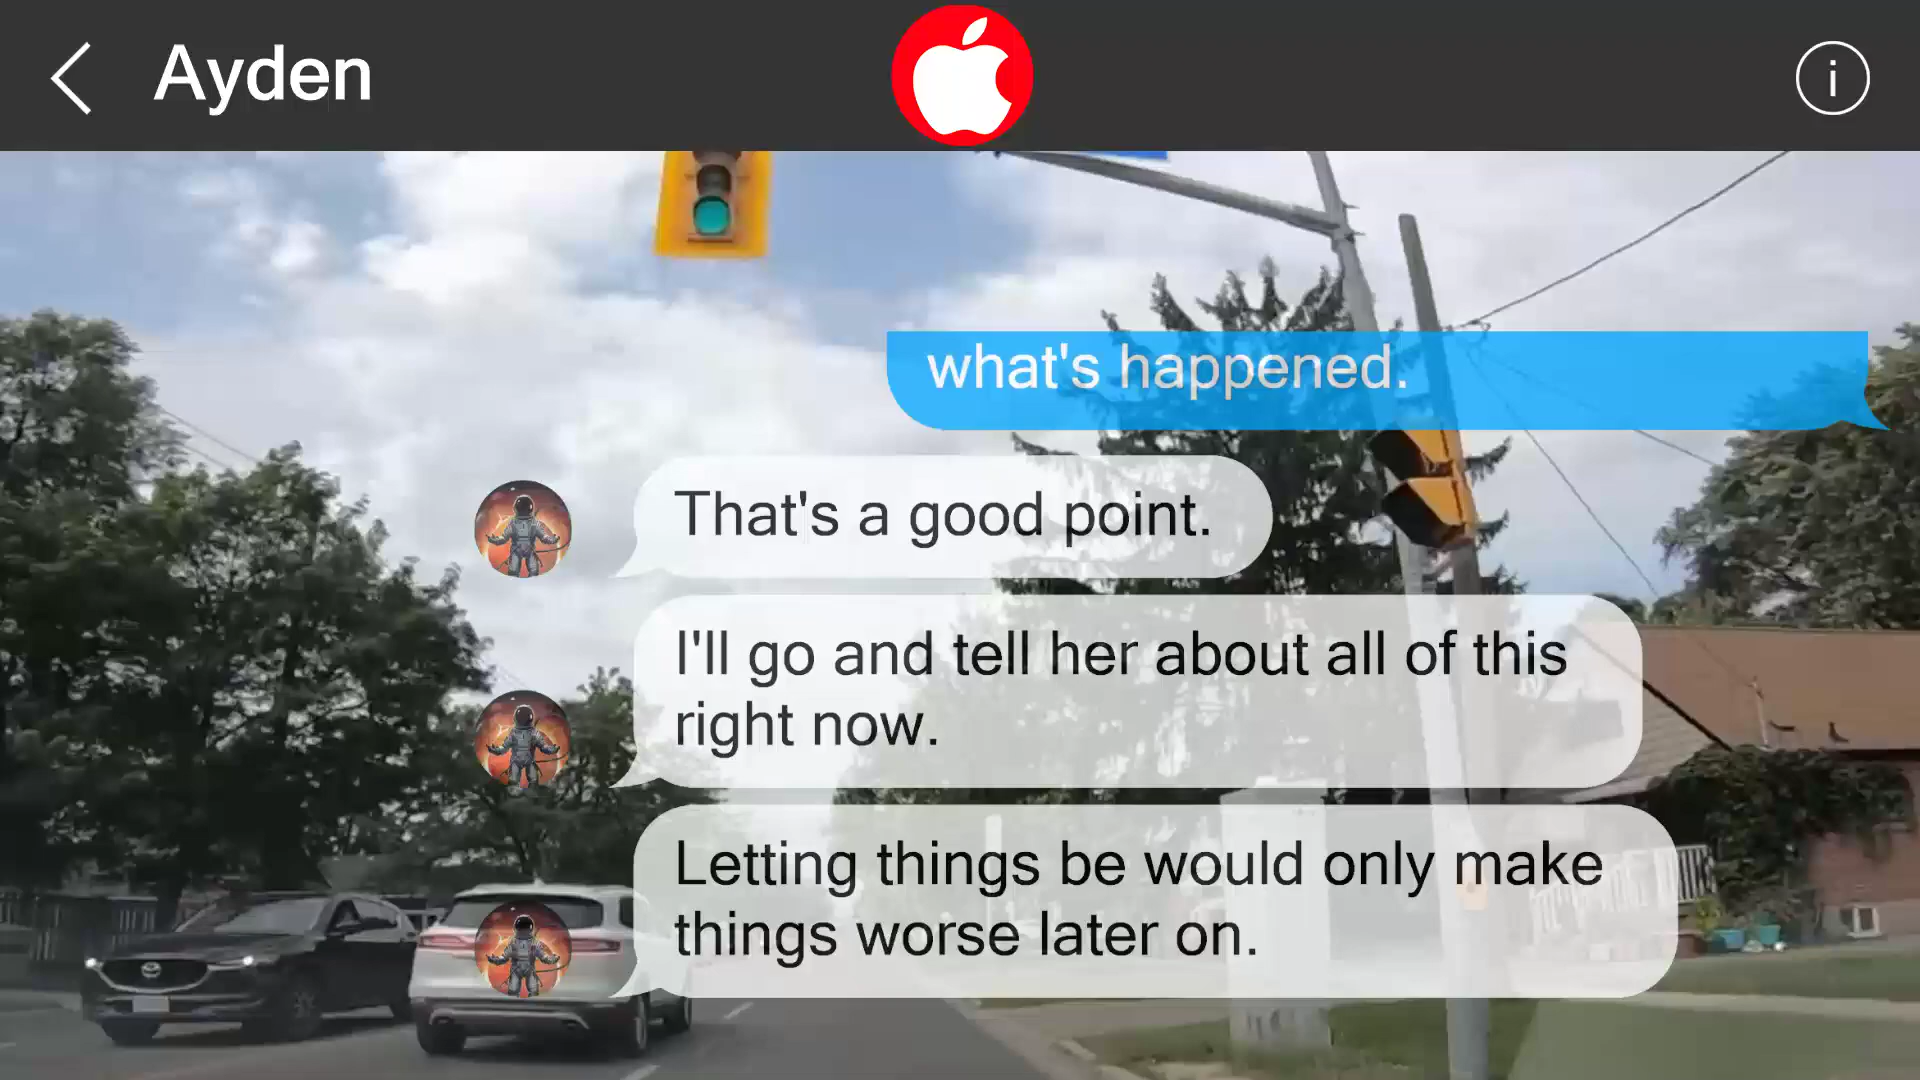 Ayden
what's happened.
That's a good point.
I'll go and tell her about all of this
right now.
Letting things be would only make
things worse later on.